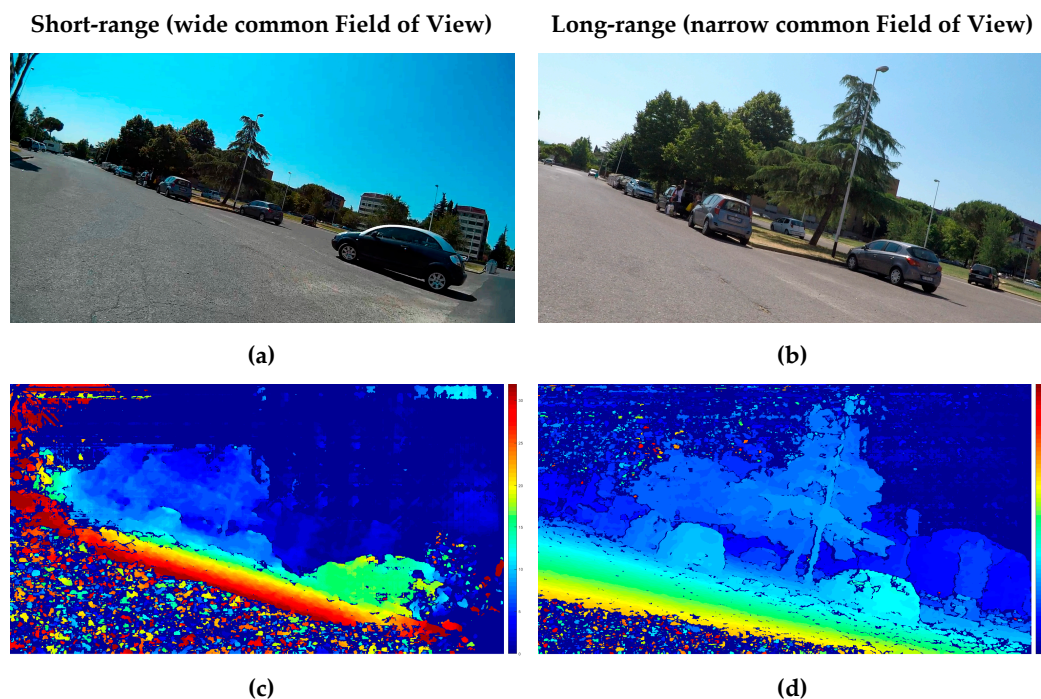 Short-range (wide common Field of View)
Long-range (narrow common Field of View)
(a)
(b)
(c)
(d)